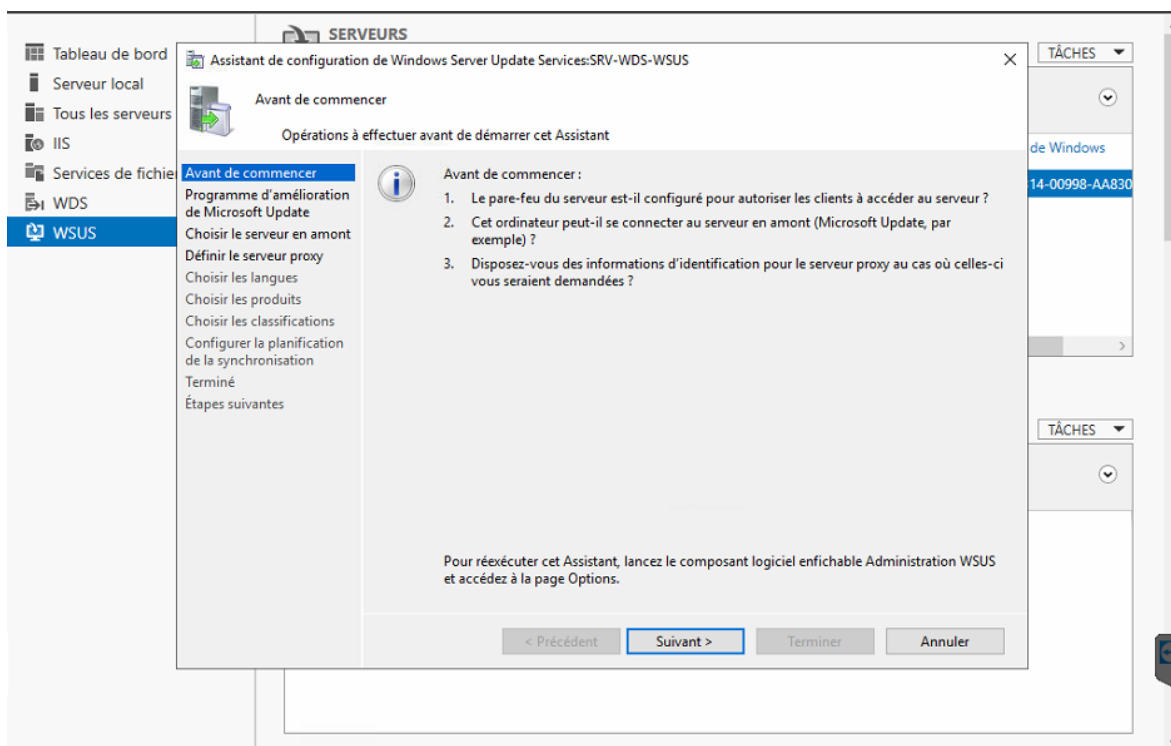 SERVEURS
TÂCHES
Tableau de bord
Serveur local
Tous les serveurs
IIS
Services de fichie
WDS
WSUS
Assistant de configuration de Windows Server Update Services:SRV-WDS-WSUS
Avant de commencer
Opérations à effectuer avant de démarrer cet Assistant
Avant de commencer
Programme d'amélioration
de Microsoft Update
Choisir le serveur en amont
Définir le serveur proxy
Choisir les langues
Choisir les produits
Choisir les classifications
Configurer la planification
de la synchronisation
Terminé
Étapes suivantes
Avant de commencer :
1. Le pare-feu du serveur est-il configuré pour autoriser les clients à accéder au serveur ?
2. Cet ordinateur peut-il se connecter au serveur en amont (Microsoft Update, par
exemple) ?
3. Disposez-vous des informations d'identification pour le serveur proxy au cas où celles-ci
vous seraient demandées ?
Pour réexécuter cet Assistant, lancez le composant logiciel enfichable Administration WSUS
et accédez à la page Options.
< Précédent
Suivant >
Terminer
Annuler
de Windows
14-00998-AA830
TÂCHES